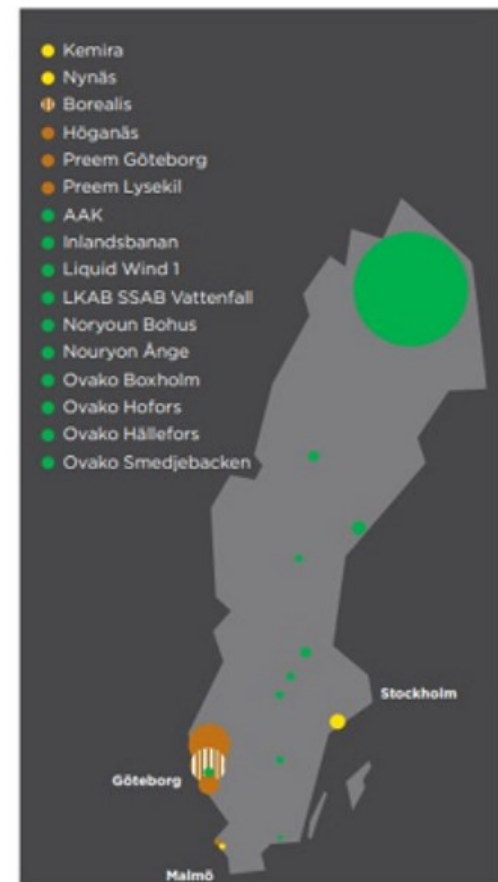 Kemira
Nynäs
Borealis
Höganäs
Preem Göteborg
Preem Lysekil
AAK
Inlandsbanan
Liquid Wind 1
LKAB SSAB Vattenfall
Noryoun Bohus
Nouryon Ånge
Ovako Boxholm
Ovako Hofors
Ovako Hällefors
Ovako Smedjebacken
Stockholm
Göteborg
Malmö